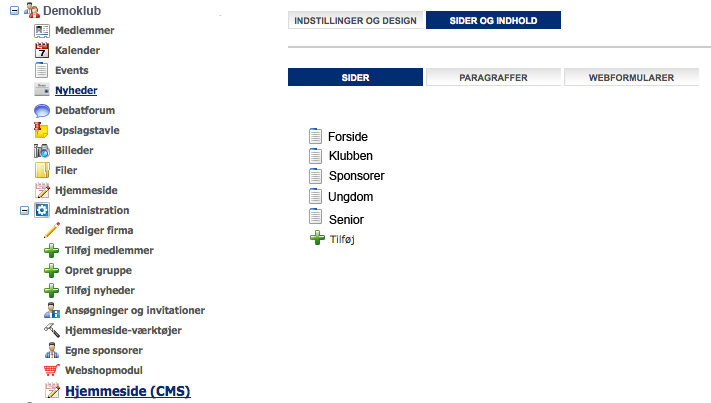 Demoklub
Medlemmer
Kalender
Events
Nyheder
Debatforum
Opslagstavle
Billeder
Filer
Hjemmeside
Administration
Rediger firma
Tilføj medlemmer
Opret gruppe
Tilføj nyheder
Ansøgninger og invitationer
Hjemmeside-værktøjer
Egne sponsorer
Webshopmodul
Hjemmeside (CMS)
INDSTILLINGER OG DESIGN
SIDER OG INDHOLD
SIDER
PARAGRAFFER
WEBFORMULARER
Forside
Klubben
Sponsorer
Ungdom
Senior
Tilføj